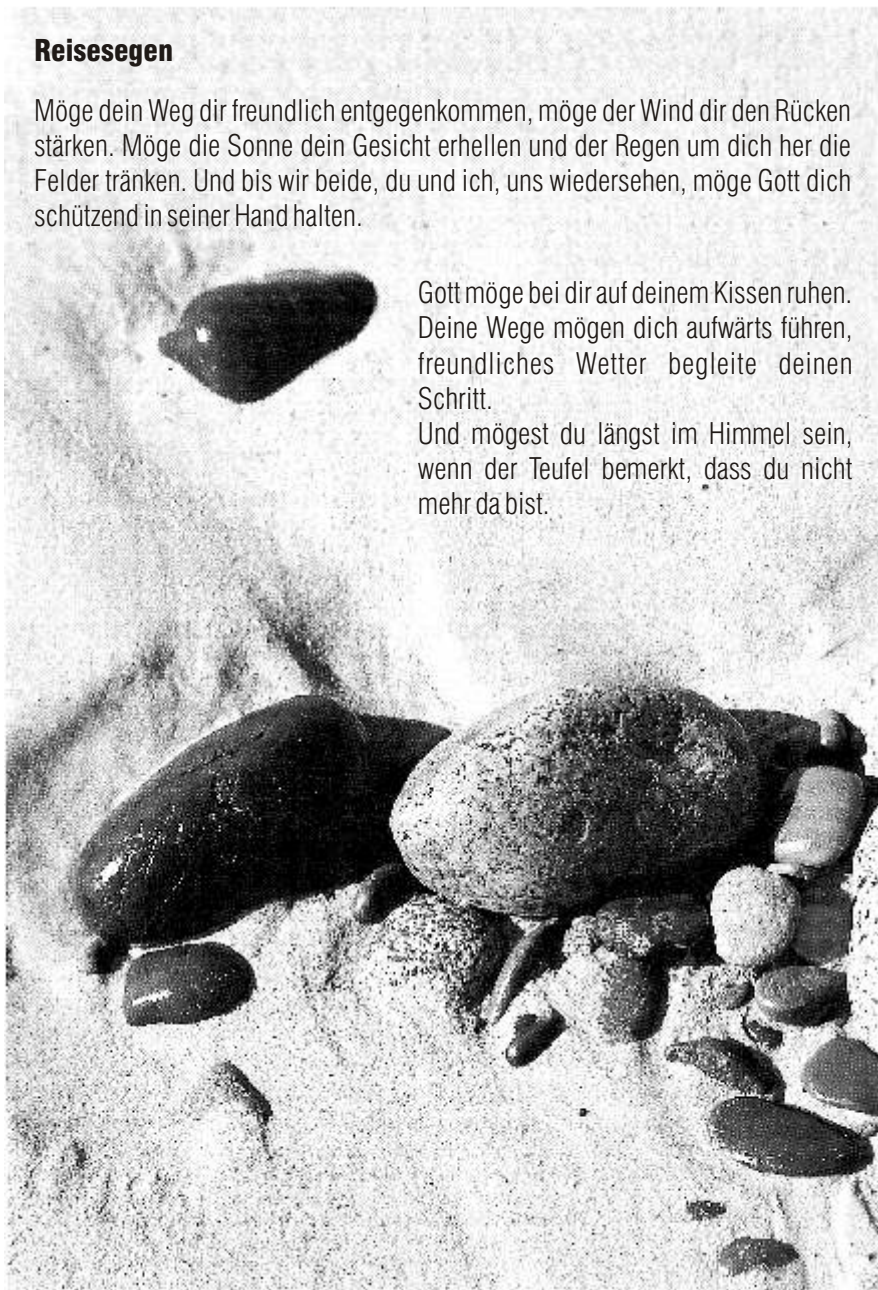 Reisesegen
Möge dein Weg dir freundlich entgegenkommen, möge der Wind dir den Rücken
stärken. Möge die Sonne dein Gesicht erhellen und der Regen um dich her die
Felder tränken. Und bis wir beide, du und ich, uns wiedersehen, möge Gott dich
schützend in seiner Hand halten.
Gott möge bei dir auf deinem Kissen ruhen.
Deine Wege mögen dich aufwärts führen,
freundliches Wetter begleite deinen
Schritt.
Und mögest du längst im Himmel sein,
wenn der Teufel bemerkt, dass du nicht
mehr da bist.